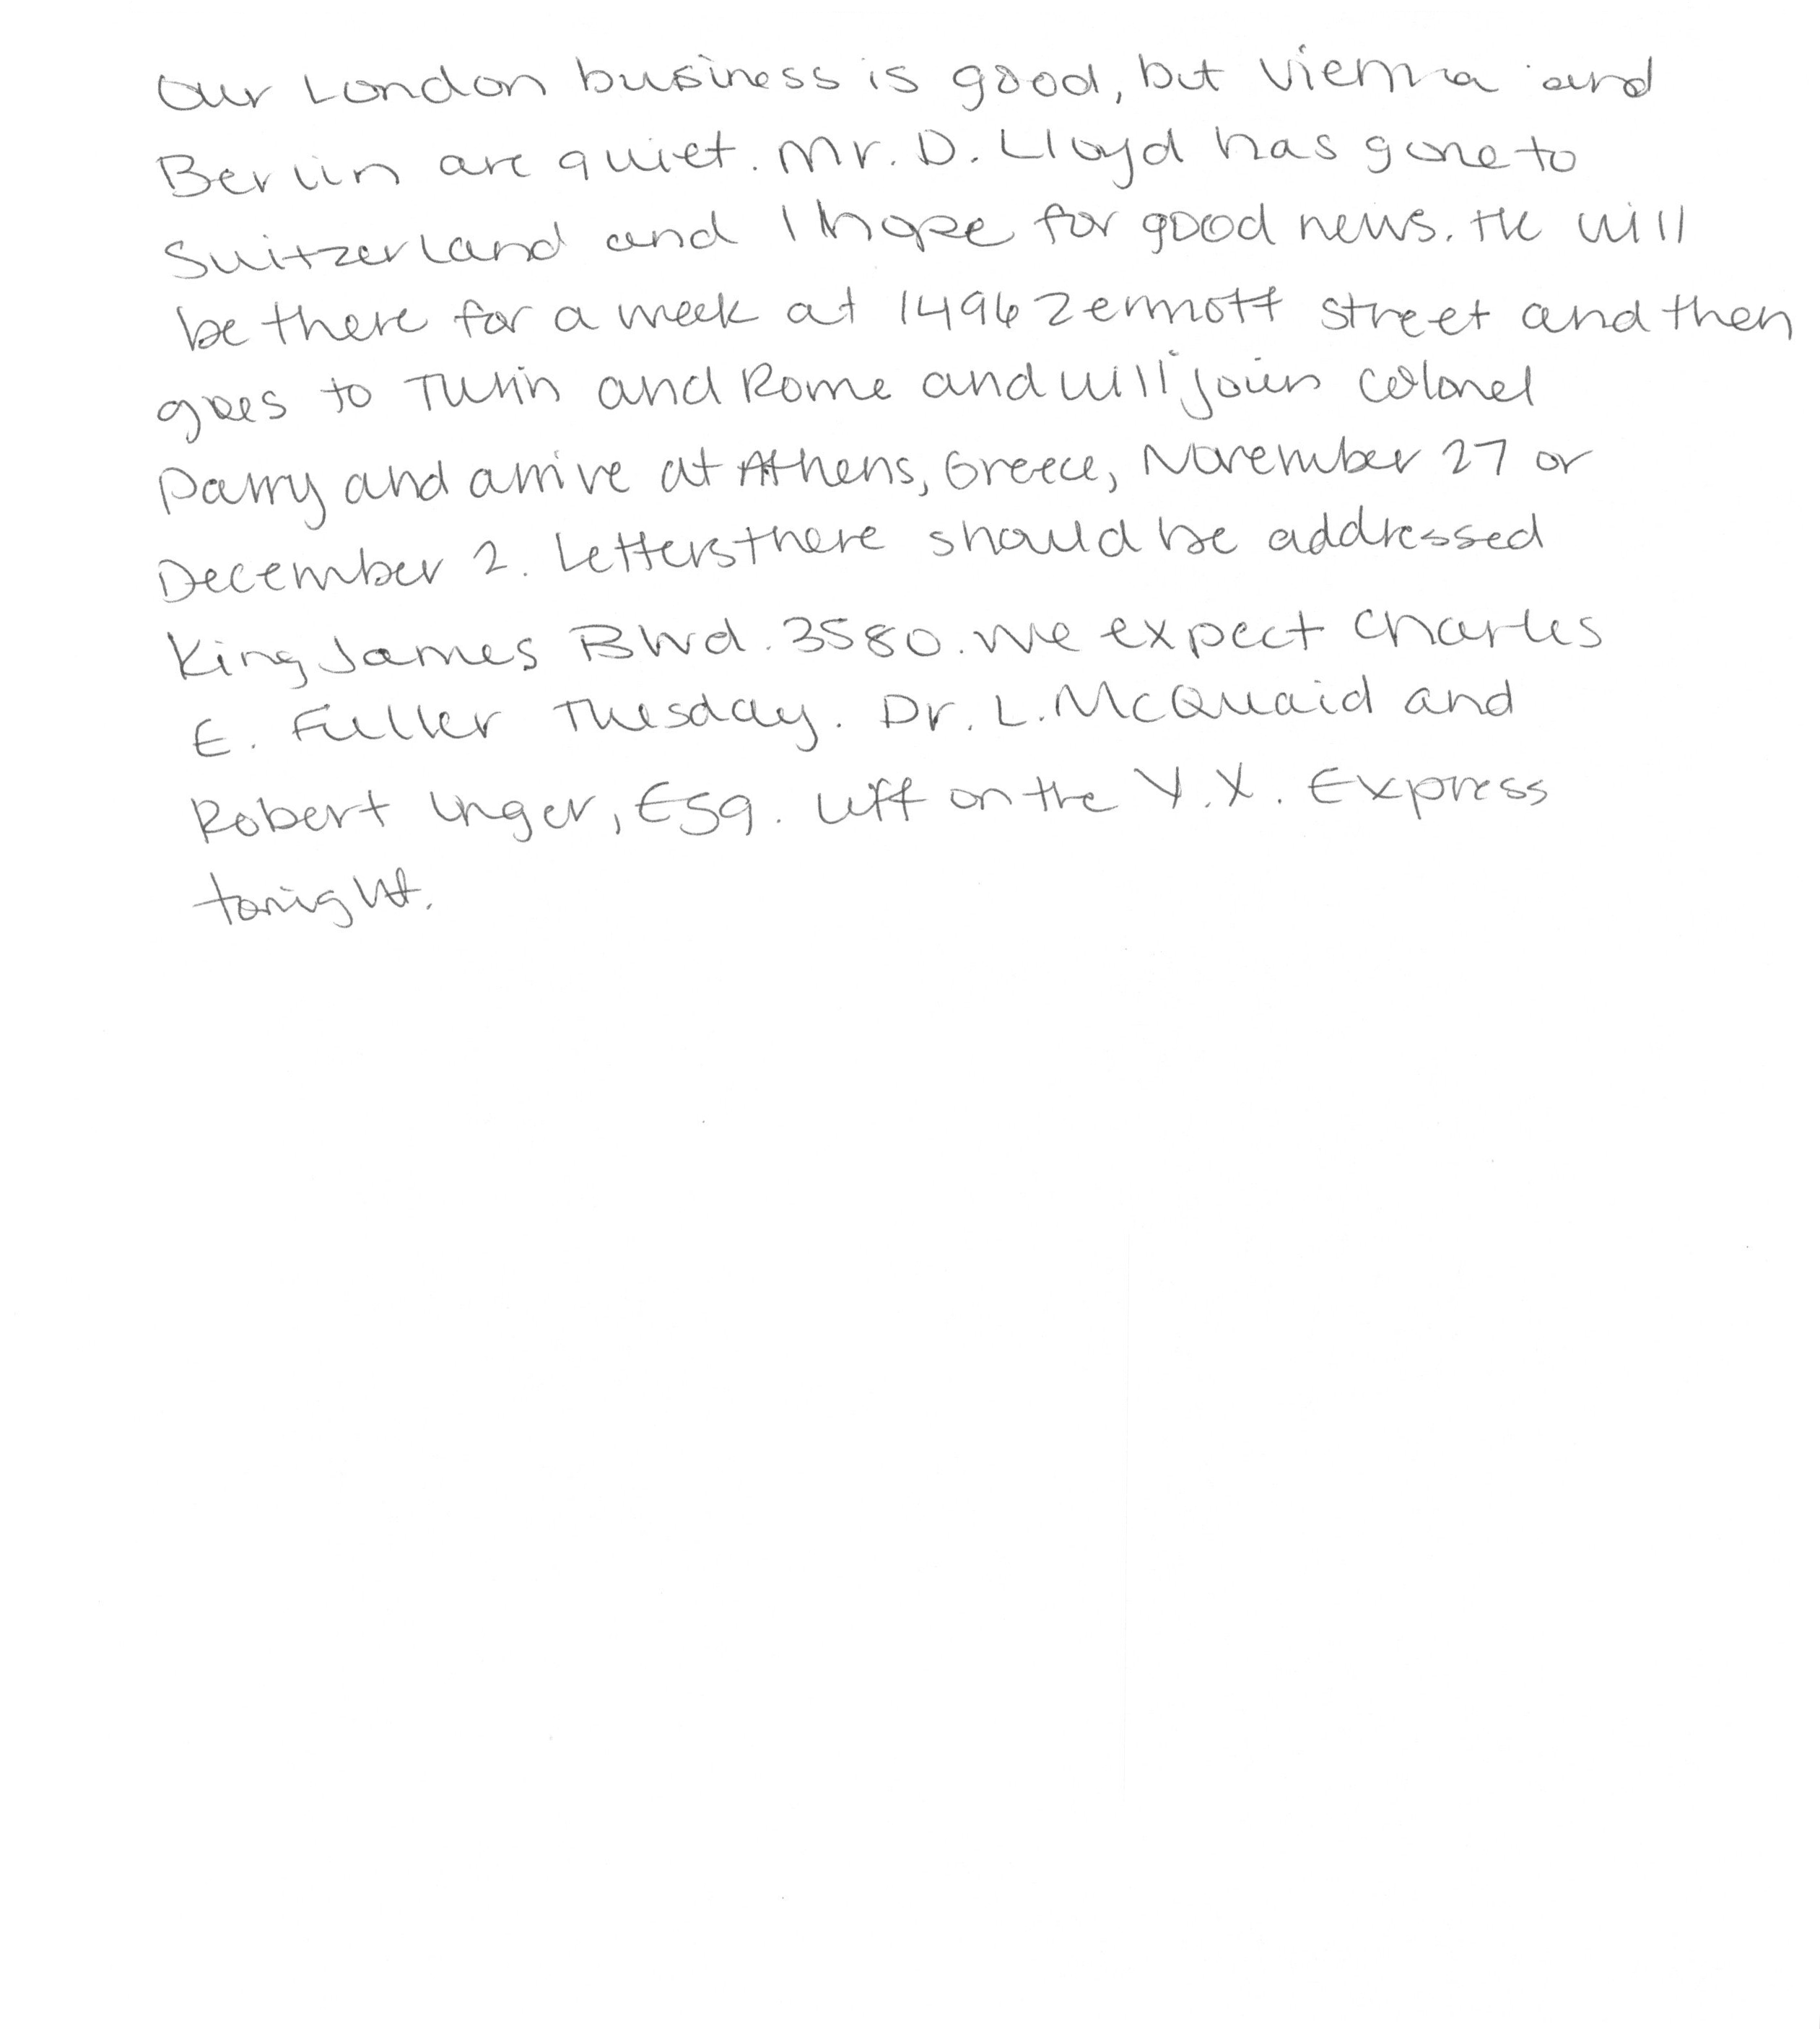 Our London business is good, but Vienna and
Berlin are quiet. Mr. D. Lloyd has gone to
Switzerland and I hope for good news. He will
be there for a week at 1496 Zermott Street and then
goes to Turin and Rome and will join Colonel
Parry and arrive at Athens, Greece, November 27 or
December 2. Letters there should be addressed
King James Blvd. 3580. We expect Charles
E. Fuller Tuesday. Dr. L. McQuaid and
Robert Unger, Esq. left on the Y.X. Express
tonight.